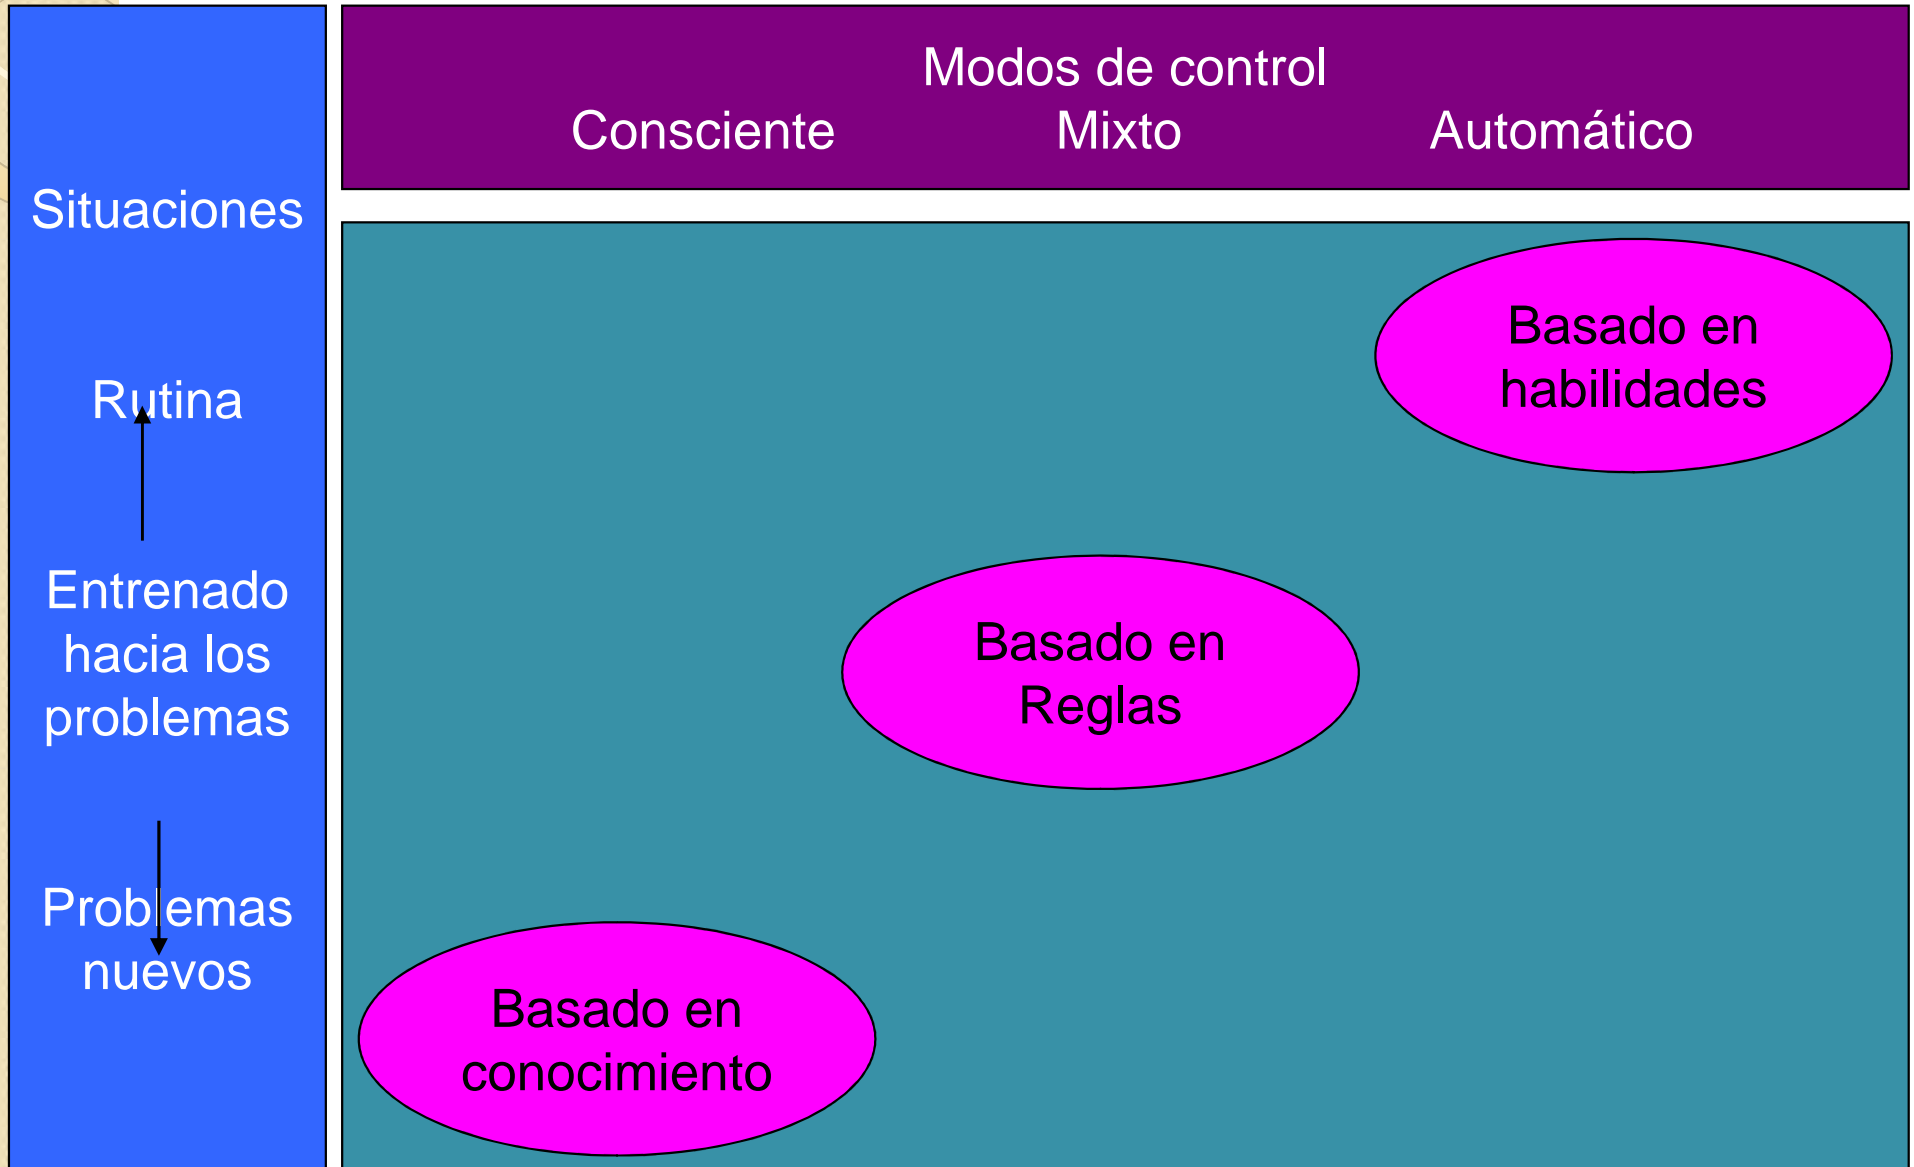 Situaciones
Rutina
Entrenado
hacia los
problemas
Problemas
nuevos
Modos de control
Consciente Mixto Automático
Basado en
habilidades
Basado en
Reglas
Basado en
conocimiento